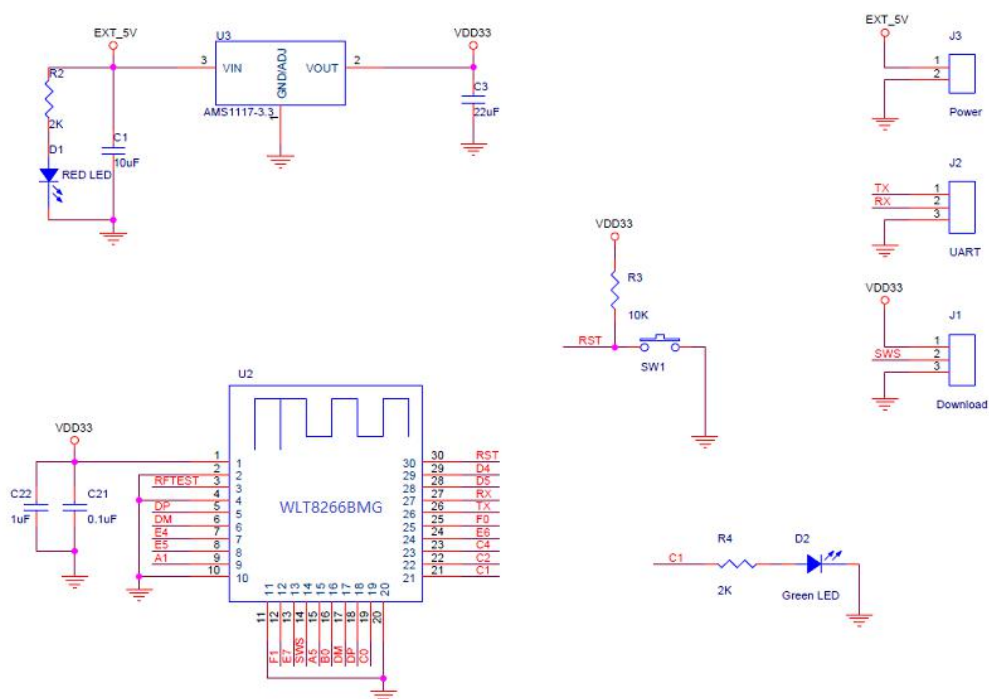 EXT_5V
U3
3 VIN VOUT 2
GND/ADJ
AMS1117-3.3
1
VDD33
C3
22uF
R2
2K
D1
RED LED
C1
10uF
EXT_5V
J3
1
2
Power
J2
TX 1
RX 2
3
UART
VDD33
J1
1
SWS 2
3
Download
VDD33
R3
10K
RST
SW1
U2
WLT8266BMG
VDD33
C22
1uF
C21
0.1uF
1 1
2 2
RFTEST 3 3
4 4
DP 5 5
DM 6 6
E4 7 7
E5 8 8
A1 9 9
10 10
30 30 RST
29 29 D4
28 28 D5
27 27 RX
26 26 TX
25 25 F0
24 24 E6
23 23 C4
22 22 C2
21 21 C1
11 12 13 14 15 16 17 18 19 20
11 12 13 14 15 16 17 18 19 20
F1 E7 SWS A5 B0 DM DP C0
C1
R4
2K
D2
Green LED